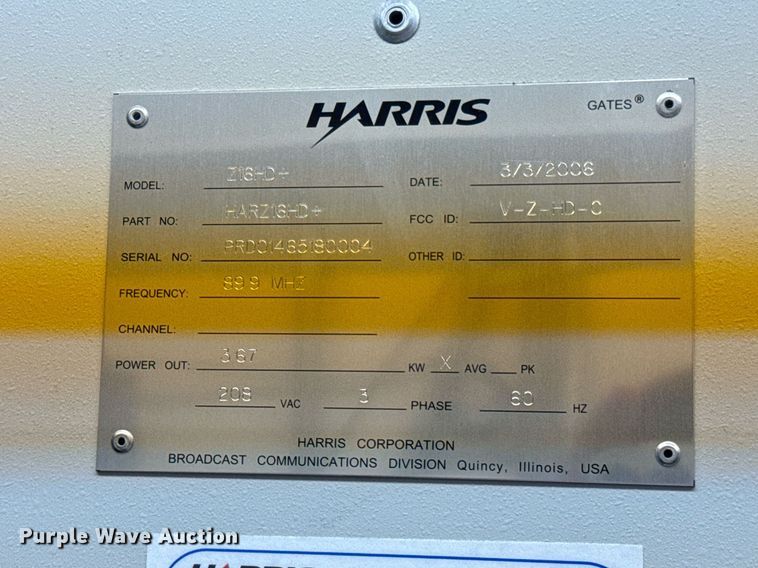 HARRIS GATES®
MODEL: Z16HD+ DATE: 3/3/2006
PART NO: HARZ16HD+ FCC ID: V-Z-HD-C
SERIAL NO: PRD01485180004 OTHER ID:
FREQUENCY: 89.9 MHZ
CHANNEL:
POWER OUT: 3.67 KW X AVG PK
208 VAC 3 PHASE 60 HZ
HARRIS CORPORATION
BROADCAST COMMUNICATIONS DIVISION Quincy, Illinois, USA
Purple Wave Auction
HARRIS